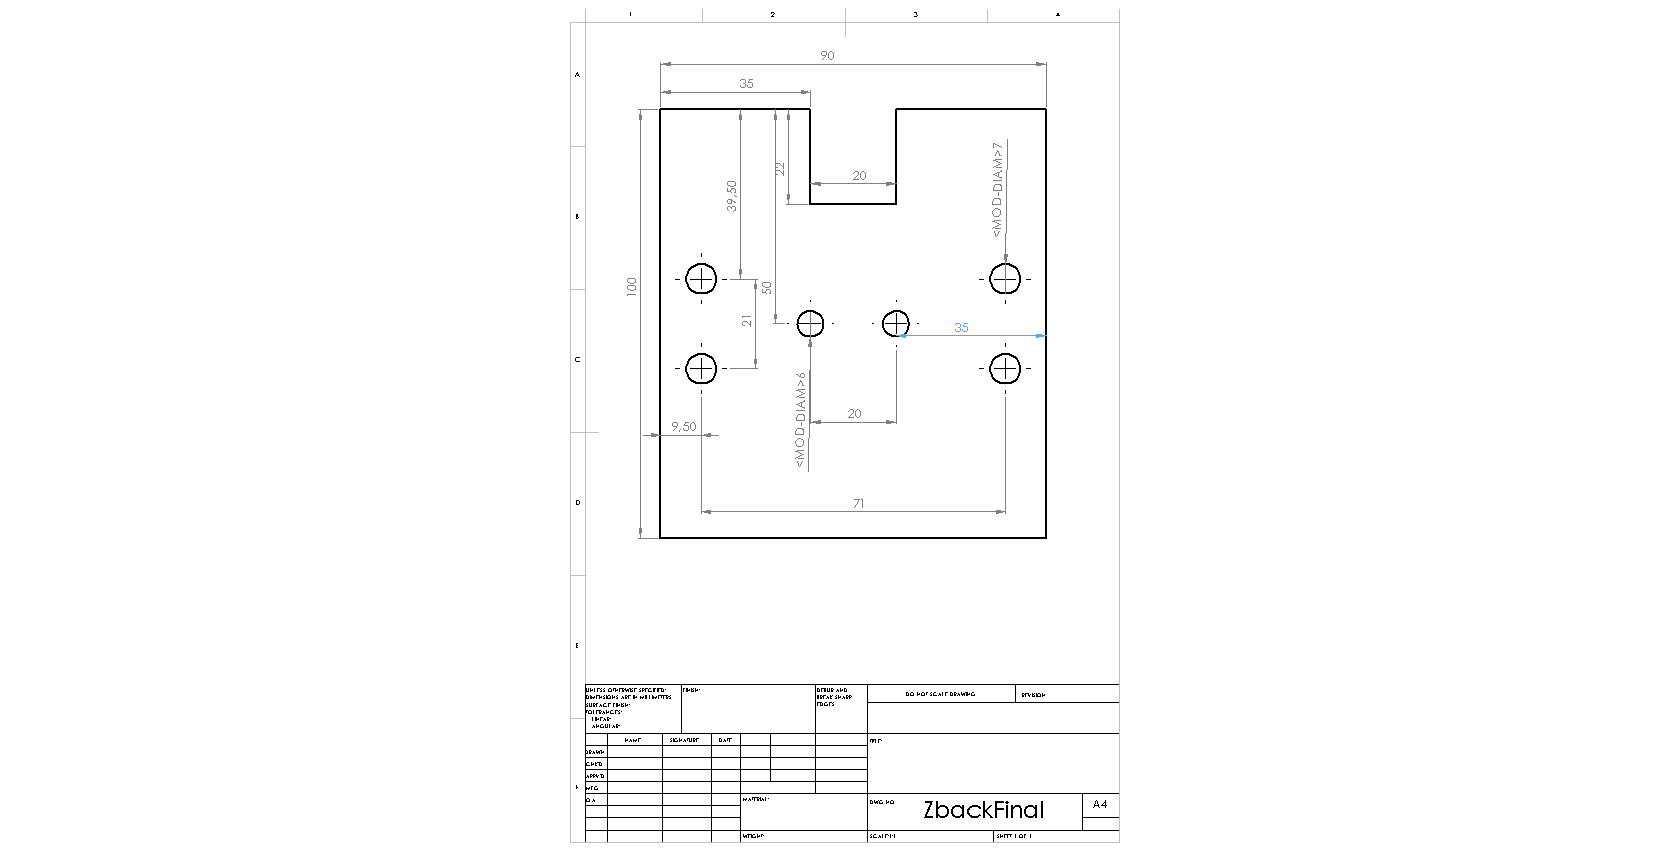 1 2 3 4
A
B
C
D
E
F
90
35
22
20
39,50
<MOD-DIAM>7
100
50
21
35
<MOD-DIAM>6
20
9,50
71
UNLESS OTHERWISE SPECIFIED:
DIMENSIONS ARE IN MILLIMETERS
SURFACE FINISH:
TOLERANCES:
LINEAR:
ANGULAR:
FINISH:
DEBUR AND
BREAK SHARP
EDGES
DO NOT SCALE DRAWING
REVISION
NAME SIGNATURE DATE
TITLE:
DRAWN
CHK'D
APPV'D
MFG
Q.A
MATERIAL:
DWG NO.
ZbackFinal
A4
WEIGHT:
SCALE:1:1
SHEET 1 OF 1